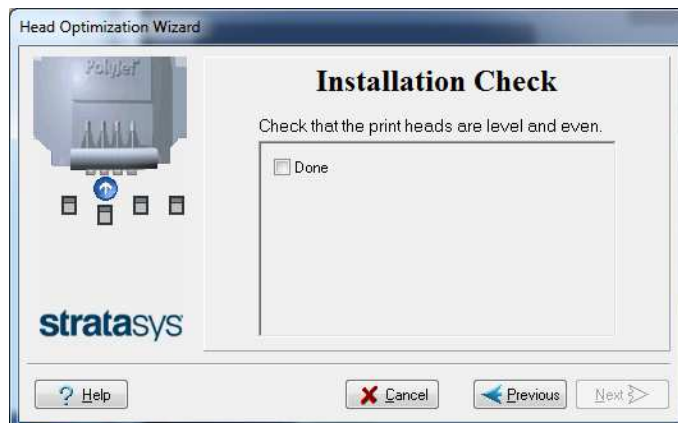 Head Optimization Wizard
PolyJet
Installation Check
Check that the print heads are level and even.
Done
stratasys
? Help
Cancel
Previous
Next